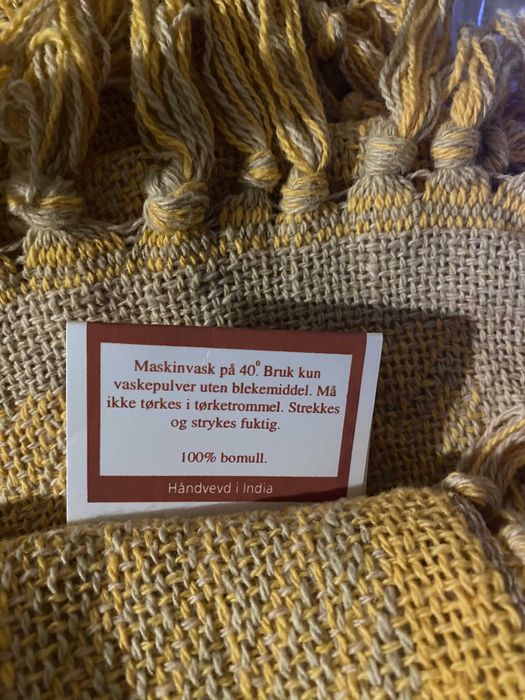 Maskinvask på 40º. Bruk kun
vaskepulver uten blekemiddel. Må
ikke tørkes i tørketrommel. Strekkes
og strykes fuktig.
100% bomull.
Håndvevd i India